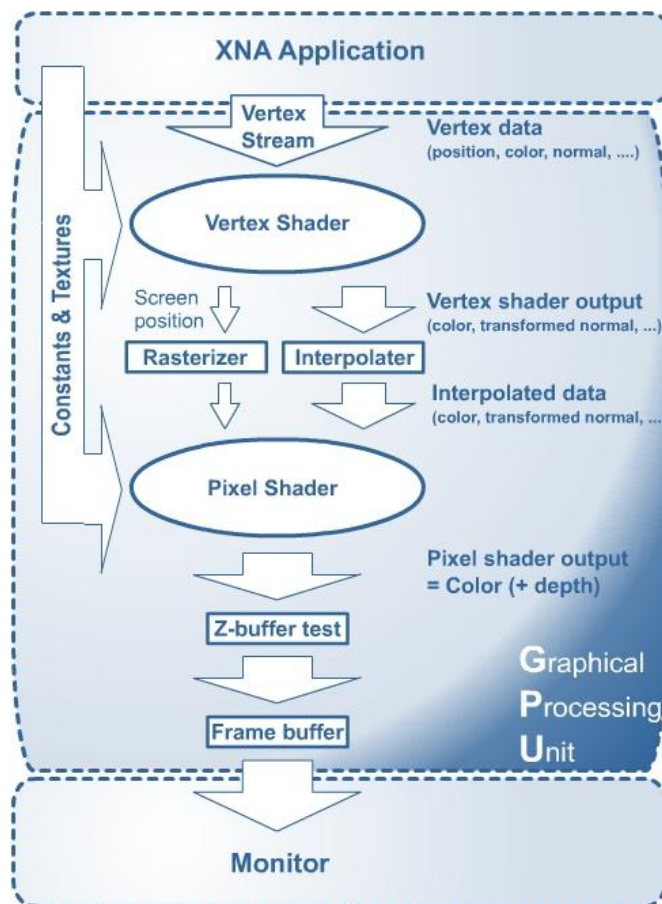 XNA Application
Vertex
Stream
Vertex data
(position, color, normal, ....)
Constants & Textures
Vertex Shader
Screen
position
Vertex shader output
(color, transformed normal, ...)
Rasterizer
Interpolater
Interpolated data
(color, transformed normal, ...
Pixel Shader
Pixel shader output
= Color (+ depth)
Z-buffer test
Graphical
Processing
Unit
Frame buffer
Monitor